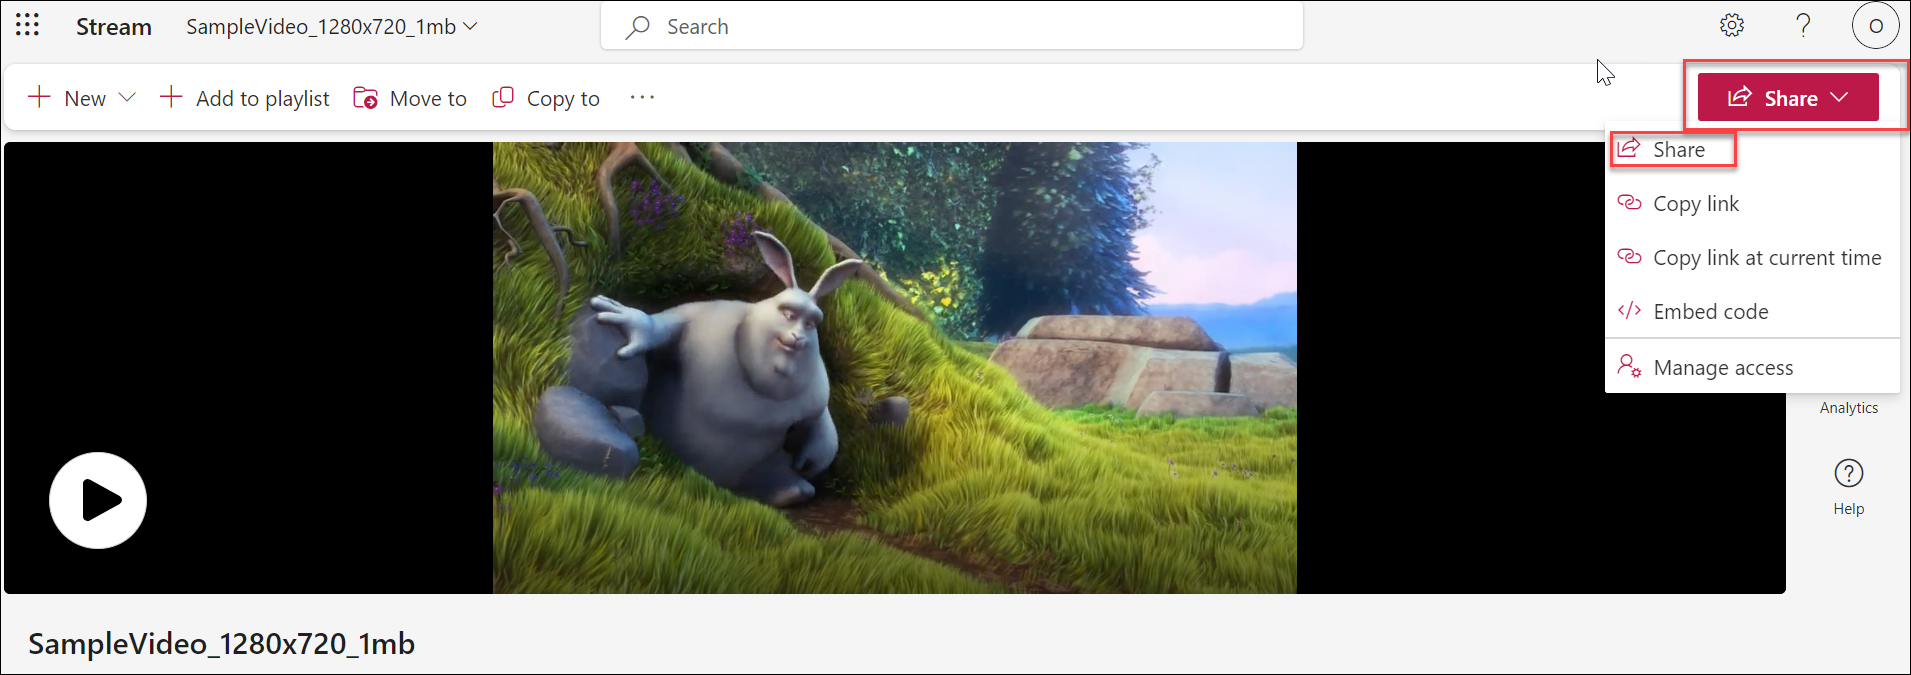 Stream SampleVideo_1280x720_1mb Search ? O
New Add to playlist Move to Copy to ... Share
Share
Copy link
Copy link at current time
Embed code
Manage access
Analytics
?
Help
SampleVideo_1280x720_1mb